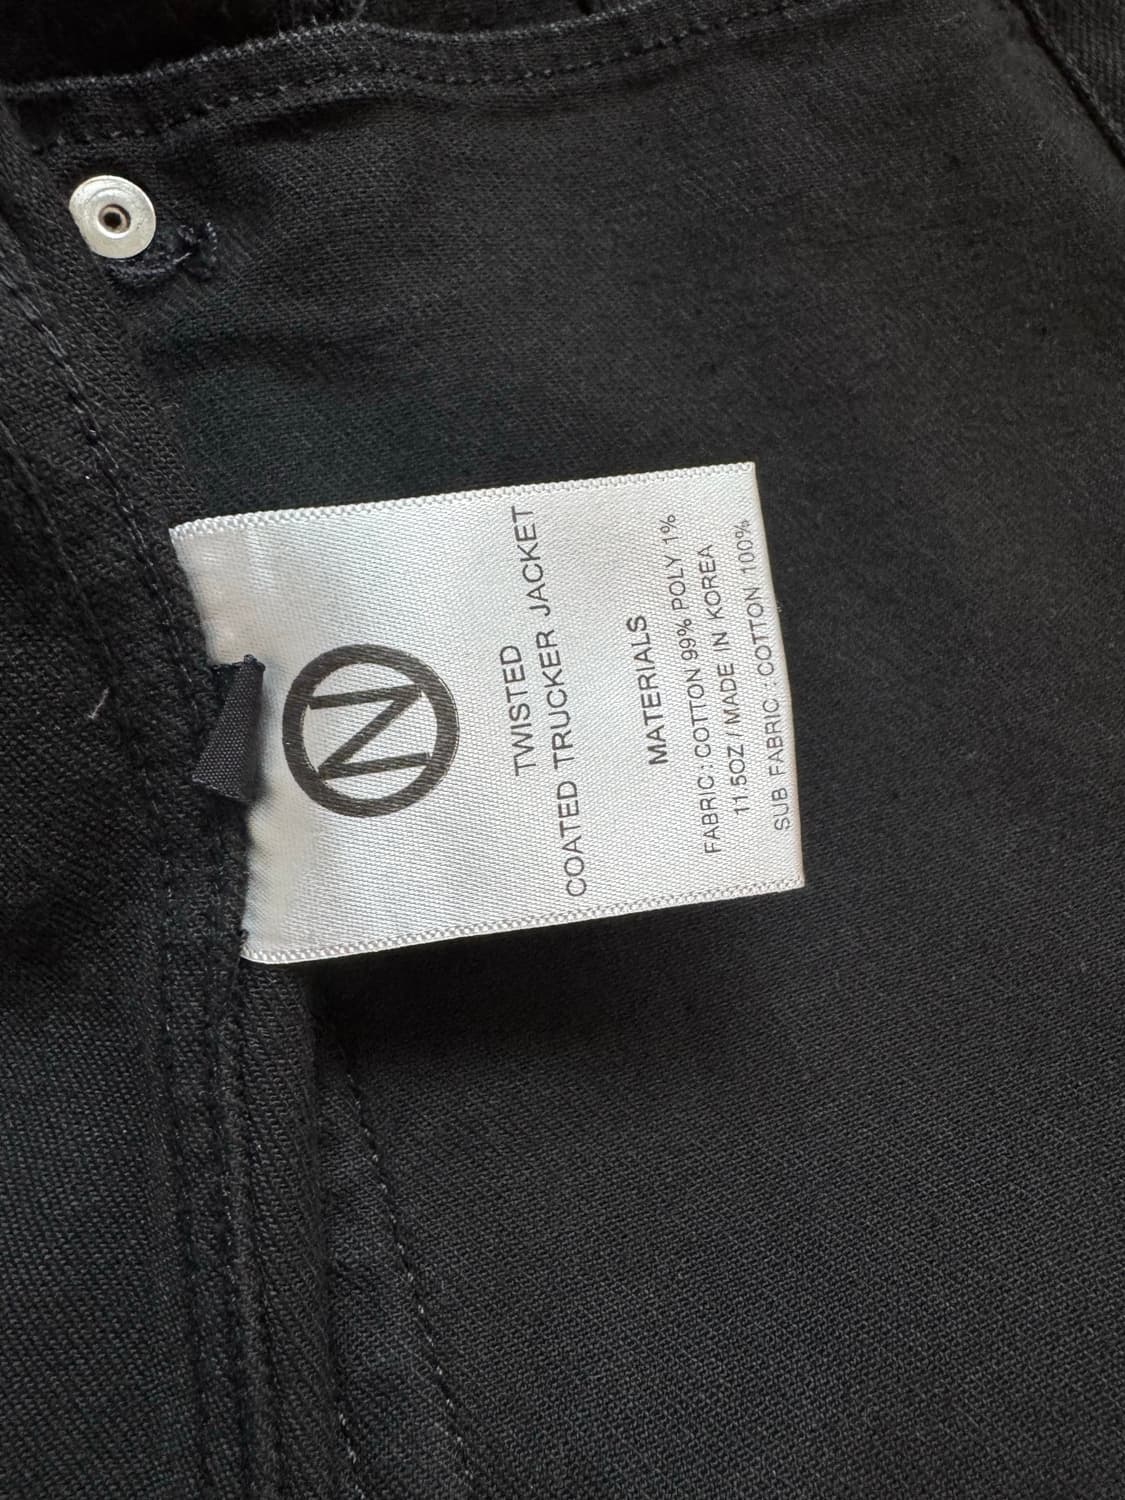 N
TWISTED
COATED TRUCKER JACKET
MATERIALS
FABRIC : COTTON 99% POLY 1%
11.5OZ / MADE IN KOREA
SUB FABRIC : COTTON 100%